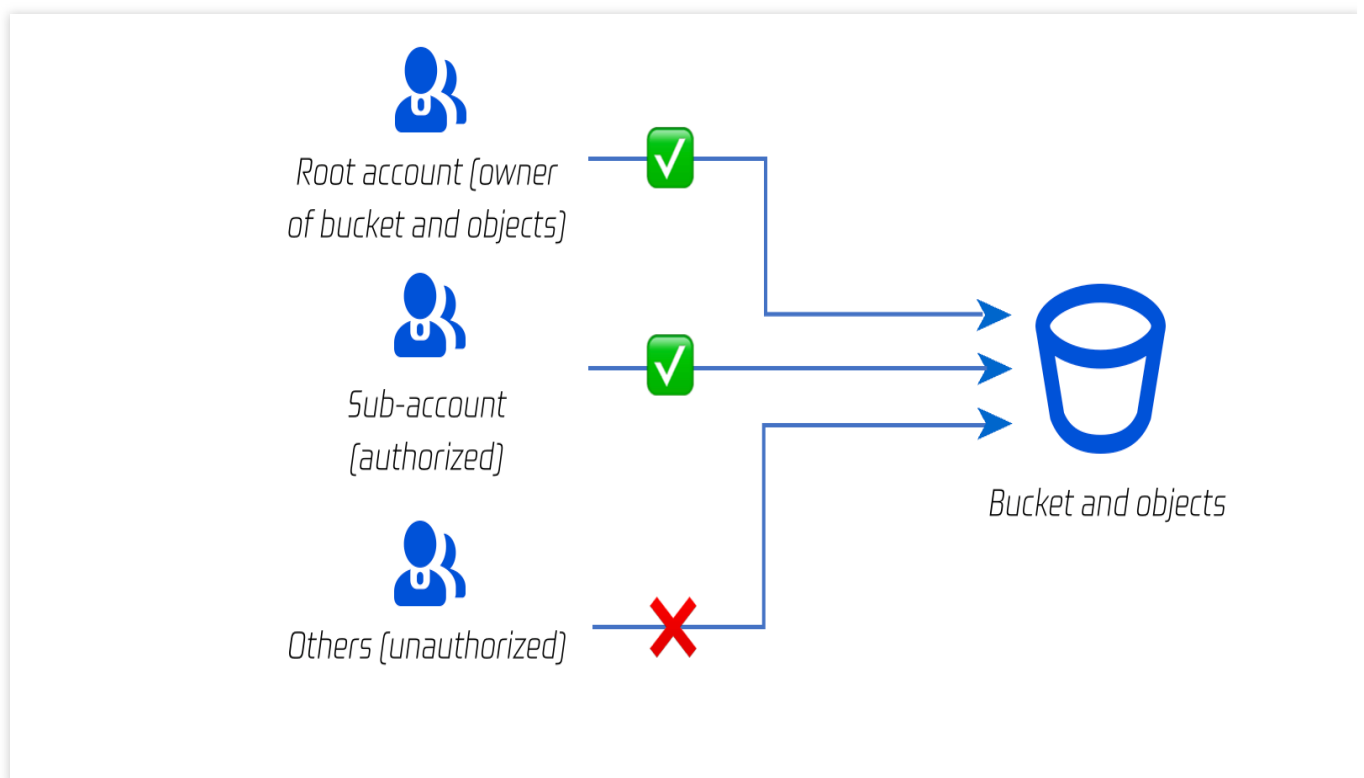 Root account (owner
of bucket and objects)
Sub-account
(authorized)
Bucket and objects
Others (unauthorized)